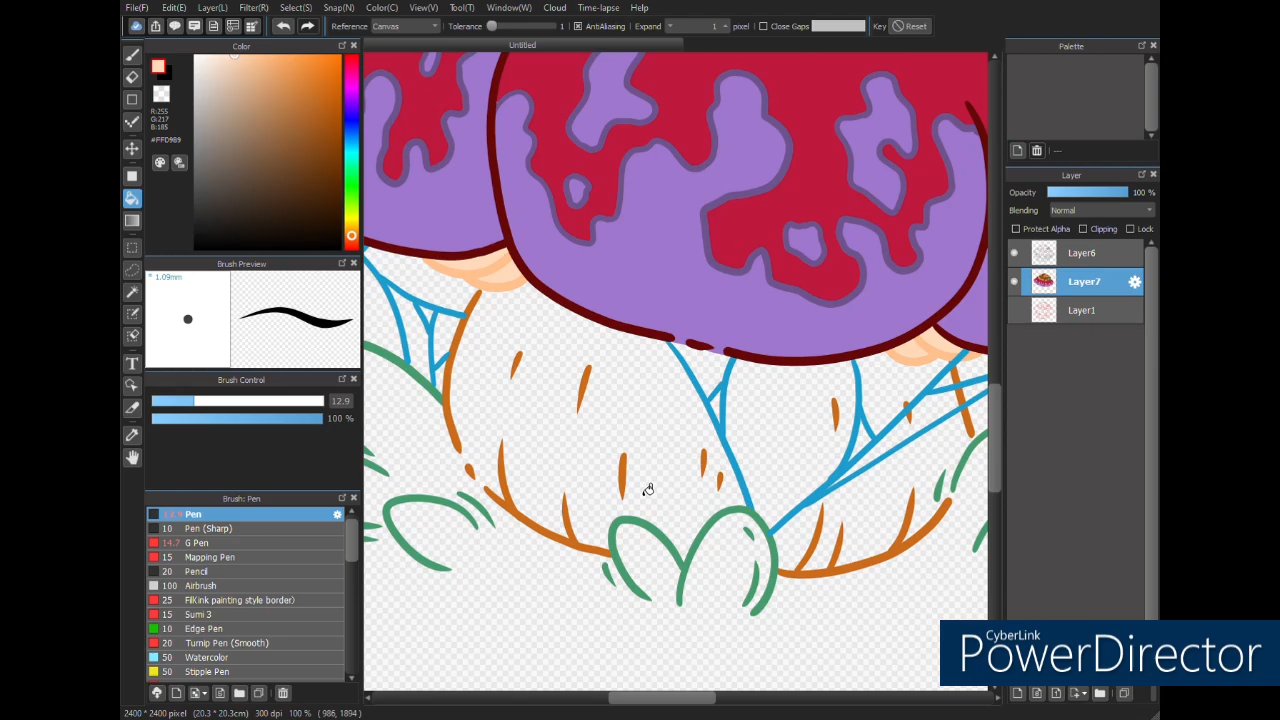 File(F) Edit(E) Layer(L) Filter(R) Select(S) Snap(N) Color(C) View(V) Tool(T) Window(W) Cloud Time-lapse Help
Reference Canvas Tolerance 1 AntiAliasing Expand 1 pixel Close Gaps Key Reset
Color
Untitled
Palette
R:255
G:217
B:185
#FFD9B9
---
Layer
Opacity 100 %
Blending Normal
Protect Alpha Clipping Lock
Layer6
Layer7
Layer1
Brush Preview
* 1.09mm
Brush Control
12.9
100 %
Brush: Pen
12.9 Pen
10 Pen (Sharp)
14.7 G Pen
15 Mapping Pen
20 Pencil
100 Airbrush
25 FilKink painting style border)
15 Sumi 3
10 Edge Pen
20 Turnip Pen (Smooth)
50 Watercolor
50 Stipple Pen
2400 * 2400 pixel (20.3 * 20.3cm) 300 dpi 100 % ( 986, 1894 )
CyberLink
PowerDirector